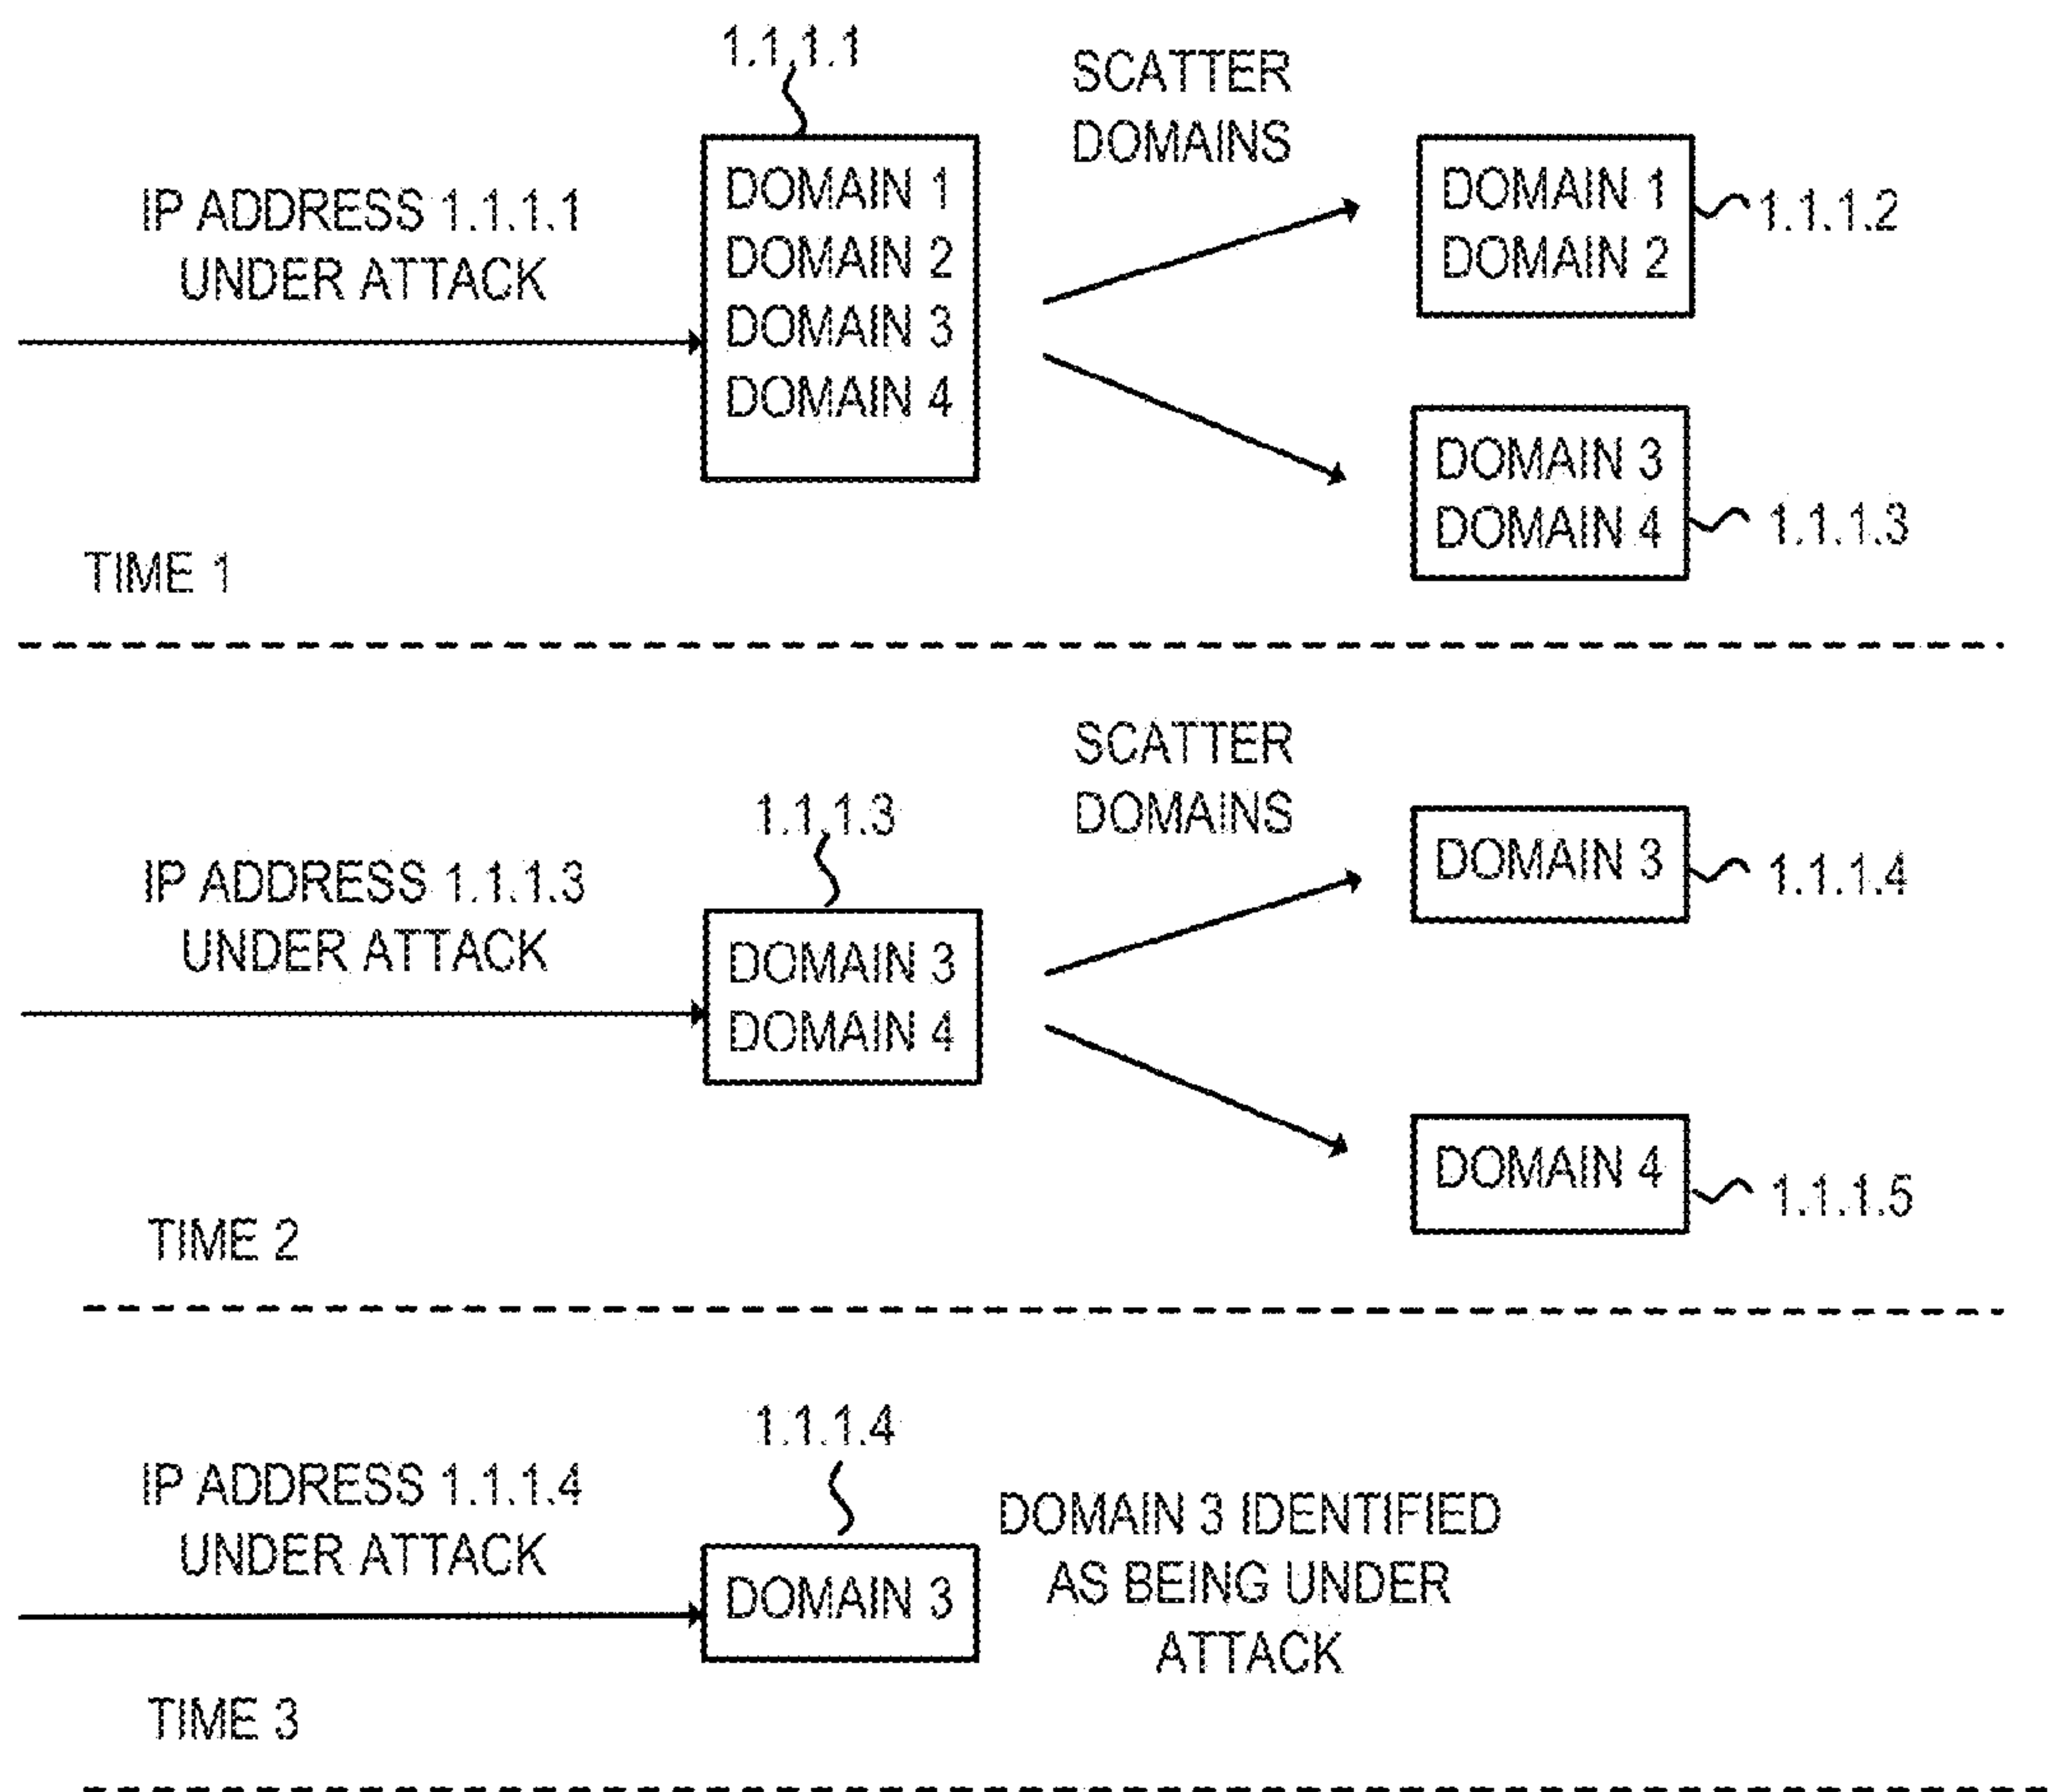 1.1.1.1
SCATTER
DOMAINS
IP ADDRESS 1.1.1.1
UNDER ATTACK
DOMAIN 1
DOMAIN 2
DOMAIN 3
DOMAIN 4
DOMAIN 1
DOMAIN 2
1.1.1.2
DOMAIN 3
DOMAIN 4
1.1.1.3
TIME 1
SCATTER
DOMAINS
1.1.1.3
IP ADDRESS 1.1.1.3
UNDER ATTACK
DOMAIN 3
DOMAIN 4
DOMAIN 3
1.1.1.4
DOMAIN 4
1.1.1.5
TIME 2
1.1.1.4
IP ADDRESS 1.1.1.4
UNDER ATTACK
DOMAIN 3
DOMAIN 3 IDENTIFIED
AS BEING UNDER
ATTACK
TIME 3